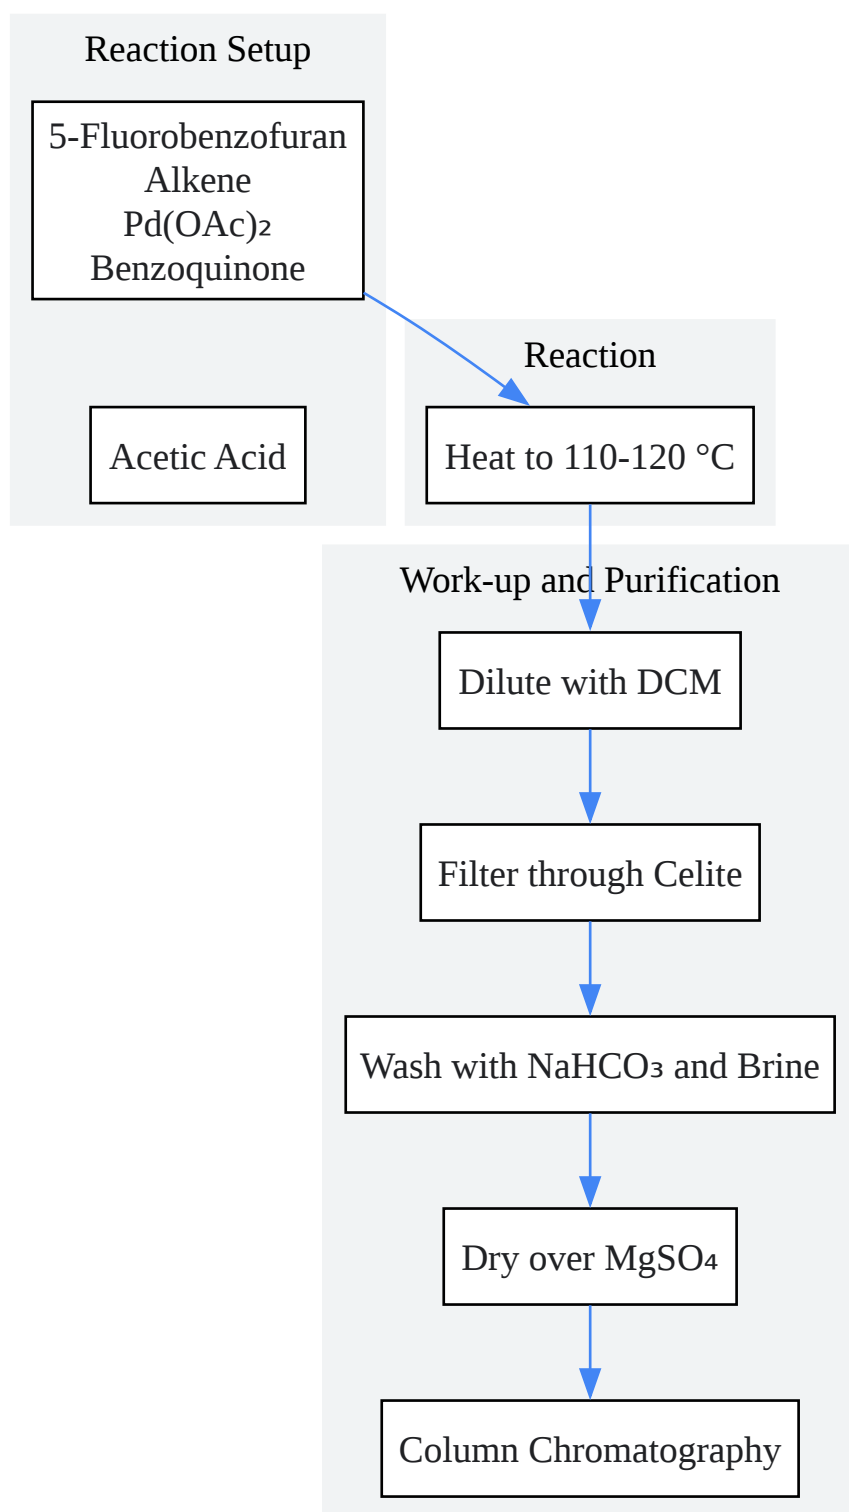 Reaction Setup
5-Fluorobenzofuran
Alkene
Pd(OAc)₂
Benzoquinone
Acetic Acid
Reaction
Heat to 110-120 °C
Work-up and Purification
Dilute with DCM
Filter through Celite
Wash with NaHCO₃ and Brine
Dry over MgSO₄
Column Chromatography